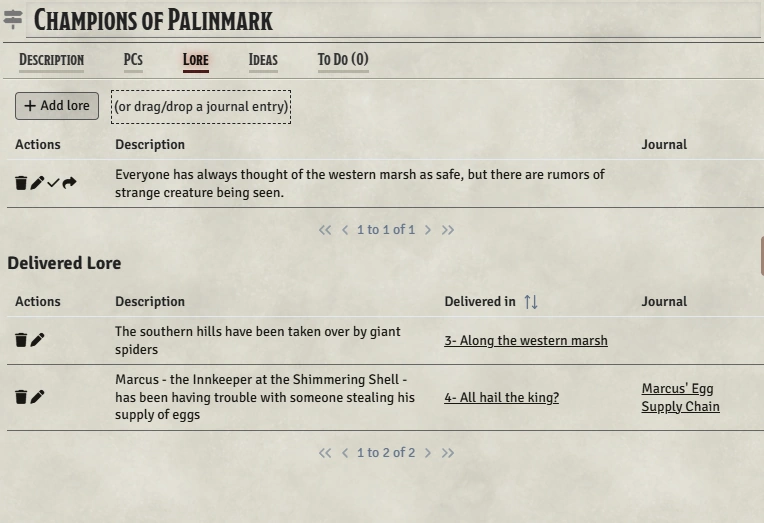 Champions of Palinmark
Description PCs Lore Ideas To Do (0)
+ Add lore (or drag/drop a journal entry)
Actions Description Journal
Everyone has always thought of the western marsh as safe, but there are rumors of
strange creature being seen.
1 to 1 of 1
Delivered Lore
Actions Description Delivered in Journal
The southern hills have been taken over by giant
spiders
3- Along the western marsh
Marcus - the Innkeeper at the Shimmering Shell -
has been having trouble with someone stealing his
supply of eggs
4- All hail the king?
Marcus' Egg
Supply Chain
1 to 2 of 2